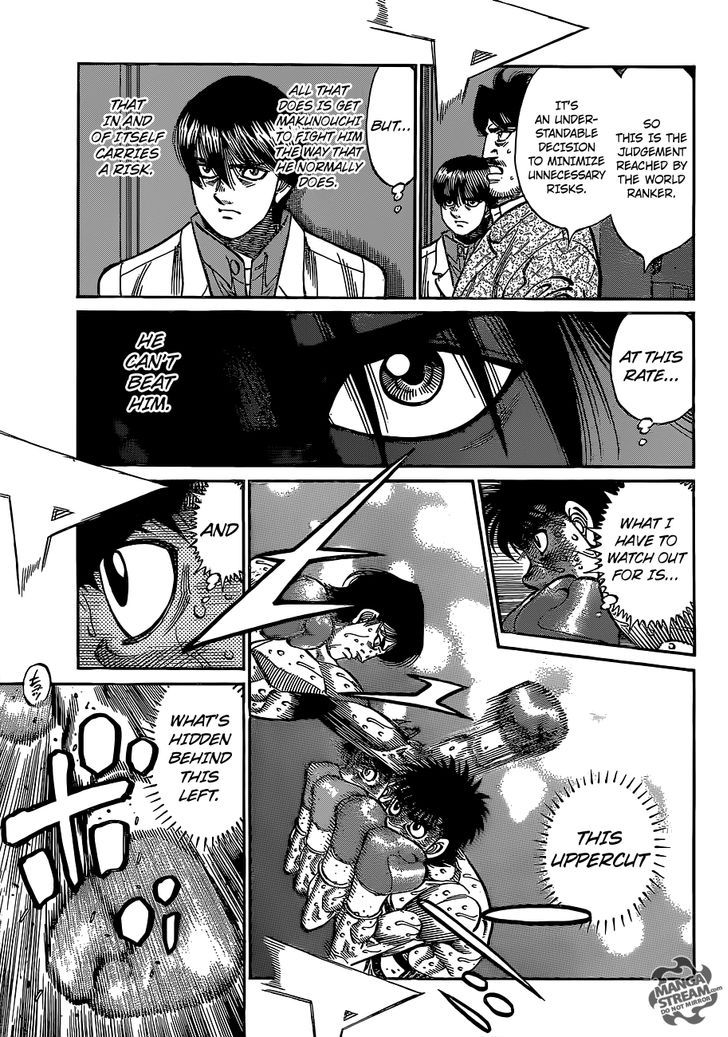 SO
THIS IS THE
JUDGEMENT
REACHED BY
THE WORLD
RANKER.
IT'S
AN UNDER-
STANDABLE
DECISION
TO MINIMIZE
UNNECESSARY
RISKS.
BUT...
ALL THAT
DOES IS GET
MAKUNOUCHI
TO FIGHT HIM
THE WAY THAT
HE NORMALLY
DOES.
THAT
IN AND
OF ITSELF
CARRIES
A RISK.
AT THIS
RATE...
HE
CAN'T
BEAT
HIM.
WHAT I
HAVE TO
WATCH OUT
FOR IS...
THIS
UPPERCUT
AND
WHAT'S
HIDDEN
BEHIND
THIS
LEFT.
MANGA
STREAM.com
DO NOT MIRROR!